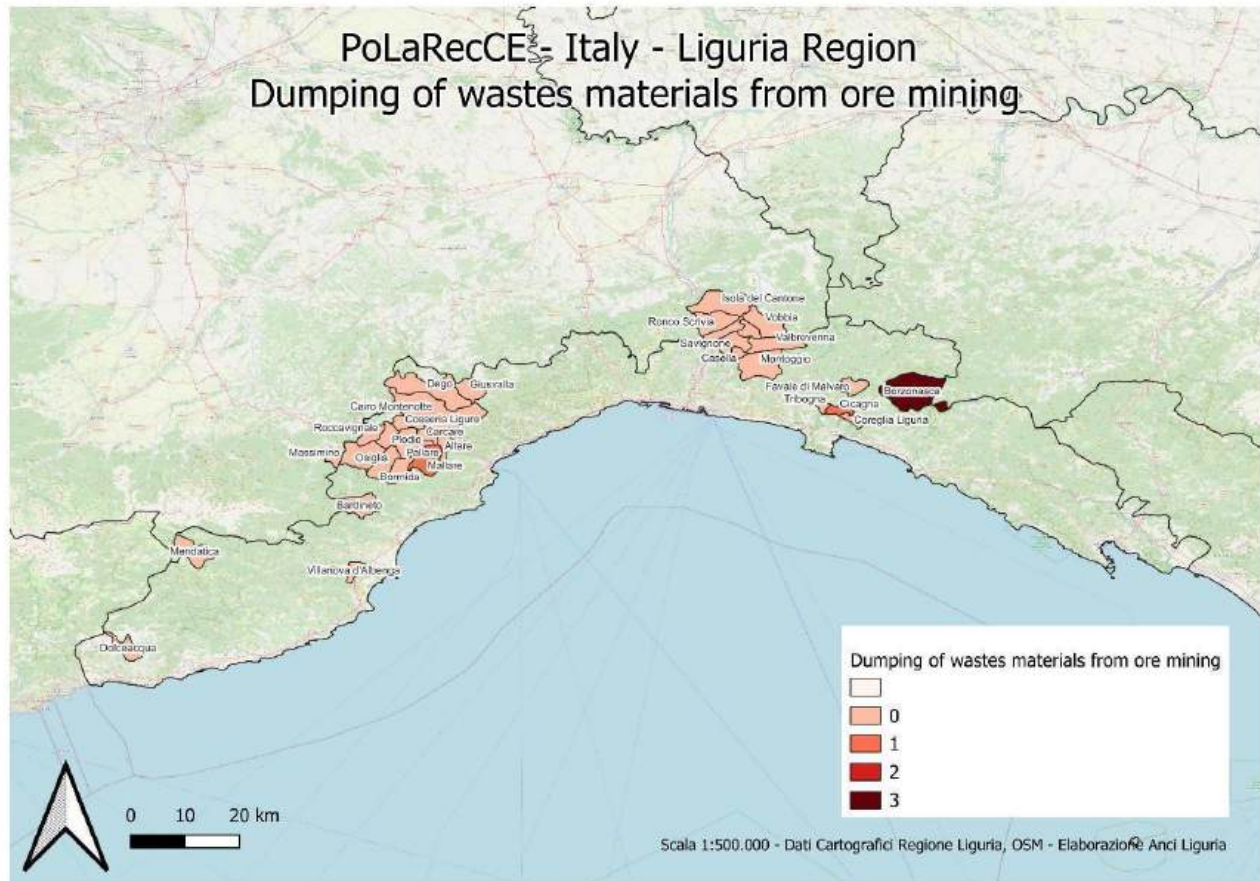 PoLaRecCE - Italy - Liguria Region
Dumping of wastes materials from ore mining
Isola del Cantone
Vobbia
Ronco Scrivia
Valbrevenna
Savignone
Casella
Montoggio
Favale di Malvaro
Borzonasca
Tribogna
Cicagna
Coreglia Ligure
Dego
Giusvalla
Cairo Montenotte
Cosseria Ligure
Roccavignale
Carcare
Plodio
Altare
Massimino
Pallare
Osiglia
Mallare
Bormida
Bardineto
Mendatica
Villanova d'Albenga
Dolceacqua
Dumping of wastes materials from ore mining
0
1
2
3
0 10 20 km
Scala 1:500.000 - Dati Cartografici Regione Liguria, OSM - Elaborazione Anci Liguria